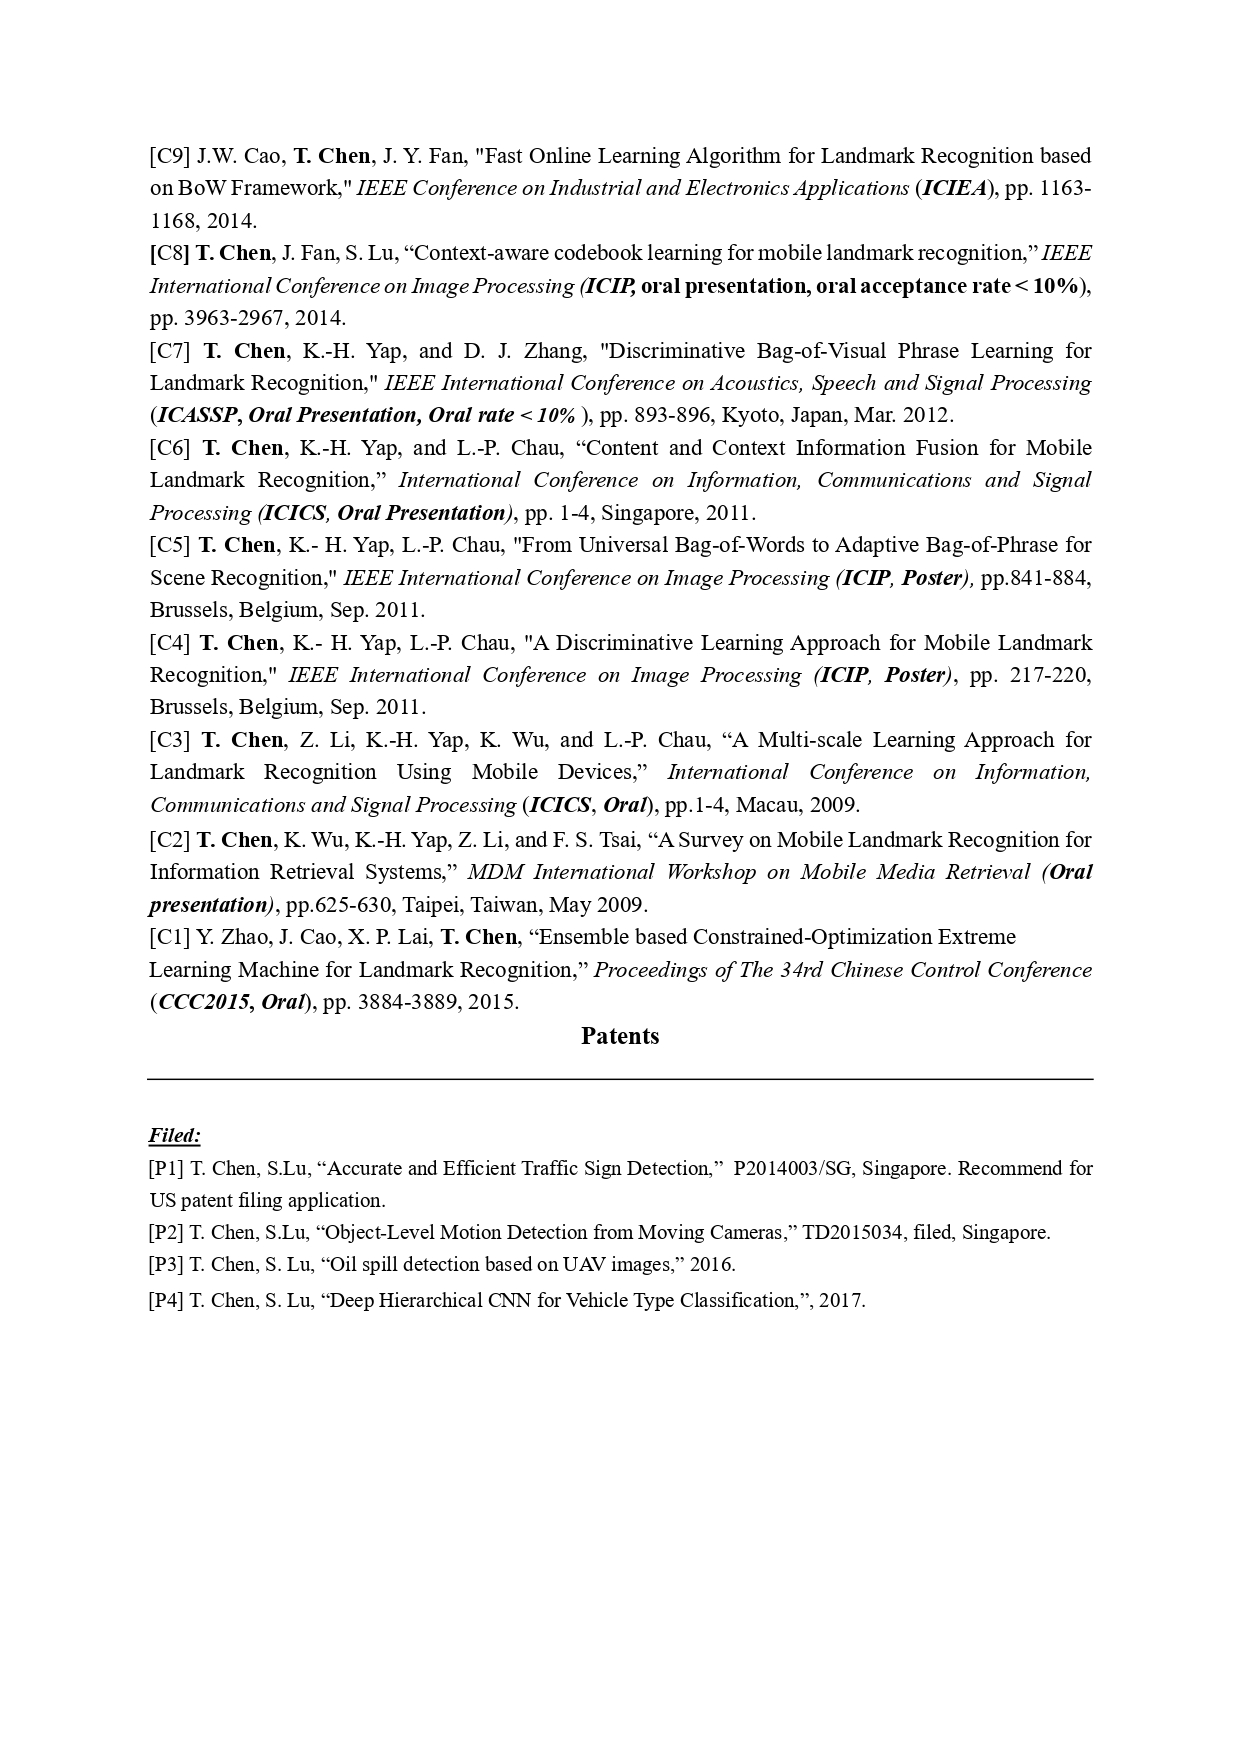 [C9] J.W. Cao, T. Chen, J. Y. Fan, "Fast Online Learning Algorithm for Landmark Recognition based
on BoW Framework," IEEE Conference on Industrial and Electronics Applications (ICIEA), pp. 1163-
1168, 2014.
[C8] T. Chen, J. Fan, S. Lu, “Context-aware codebook learning for mobile landmark recognition,” IEEE
International Conference on Image Processing (ICIP, oral presentation, oral acceptance rate < 10%),
pp. 3963-2967, 2014.
[C7] T. Chen, K.-H. Yap, and D. J. Zhang, "Discriminative Bag-of-Visual Phrase Learning for
Landmark Recognition," IEEE International Conference on Acoustics, Speech and Signal Processing
(ICASSP, Oral Presentation, Oral rate < 10% ), pp. 893-896, Kyoto, Japan, Mar. 2012.
[C6] T. Chen, K.-H. Yap, and L.-P. Chau, “Content and Context Information Fusion for Mobile
Landmark Recognition,” International Conference on Information, Communications and Signal
Processing (ICICS, Oral Presentation), pp. 1-4, Singapore, 2011.
[C5] T. Chen, K.- H. Yap, L.-P. Chau, "From Universal Bag-of-Words to Adaptive Bag-of-Phrase for
Scene Recognition," IEEE International Conference on Image Processing (ICIP, Poster), pp.841-884,
Brussels, Belgium, Sep. 2011.
[C4] T. Chen, K.- H. Yap, L.-P. Chau, "A Discriminative Learning Approach for Mobile Landmark
Recognition," IEEE International Conference on Image Processing (ICIP, Poster), pp. 217-220,
Brussels, Belgium, Sep. 2011.
[C3] T. Chen, Z. Li, K.-H. Yap, K. Wu, and L.-P. Chau, “A Multi-scale Learning Approach for
Landmark Recognition Using Mobile Devices,” International Conference on Information,
Communications and Signal Processing (ICICS, Oral), pp.1-4, Macau, 2009.
[C2] T. Chen, K. Wu, K.-H. Yap, Z. Li, and F. S. Tsai, “A Survey on Mobile Landmark Recognition for
Information Retrieval Systems,” MDM International Workshop on Mobile Media Retrieval (Oral
presentation), pp.625-630, Taipei, Taiwan, May 2009.
[C1] Y. Zhao, J. Cao, X. P. Lai, T. Chen, “Ensemble based Constrained-Optimization Extreme
Learning Machine for Landmark Recognition,” Proceedings of The 34rd Chinese Control Conference
(CCC2015, Oral), pp. 3884-3889, 2015.
Patents
Filed:
[P1] T. Chen, S.Lu, “Accurate and Efficient Traffic Sign Detection,” P2014003/SG, Singapore. Recommend for
US patent filing application.
[P2] T. Chen, S.Lu, “Object-Level Motion Detection from Moving Cameras,” TD2015034, filed, Singapore.
[P3] T. Chen, S. Lu, “Oil spill detection based on UAV images,” 2016.
[P4] T. Chen, S. Lu, “Deep Hierarchical CNN for Vehicle Type Classification,”, 2017.